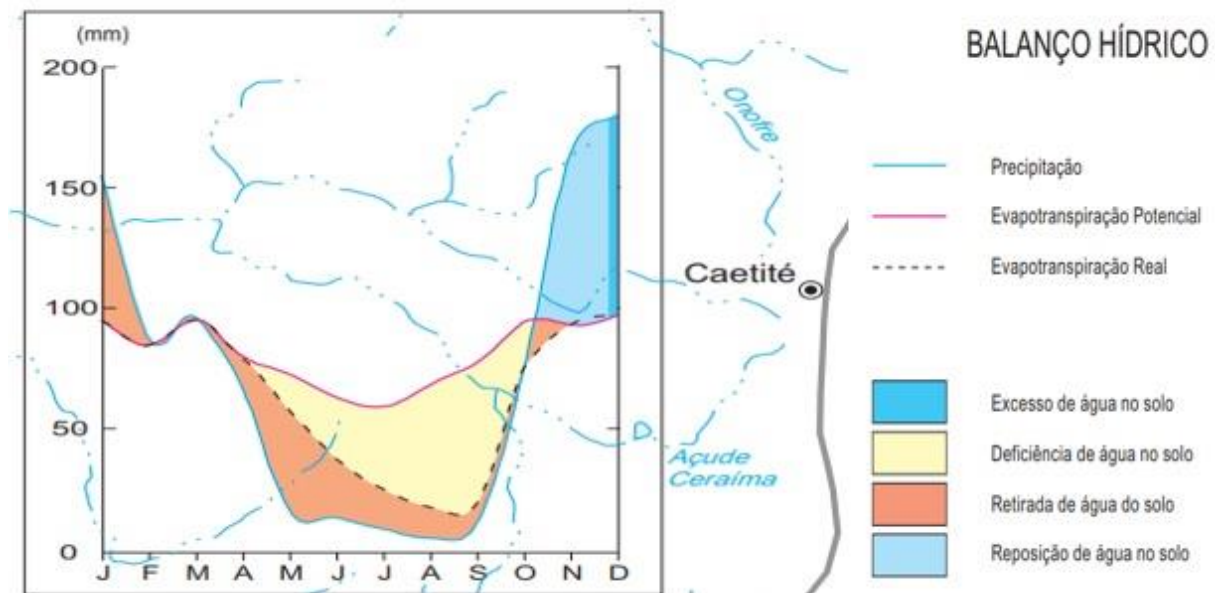 (mm)
200
150
100
50
0
J F M A M J J A S O N D
Onofre
Caetité
Açude
Ceraíma
BALANÇO HÍDRICO
Precipitação
Evapotranspiração Potencial
Evapotranspiração Real
Excesso de água no solo
Deficiência de água no solo
Retirada de água do solo
Reposição de água no solo